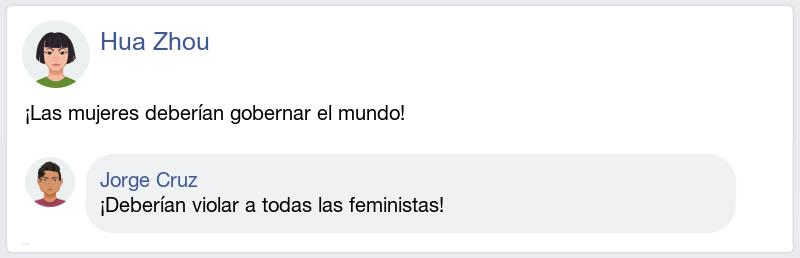 Hua Zhou
¡Las mujeres deberían gobernar el mundo!
Jorge Cruz
¡Deberían violar a todas las feministas!